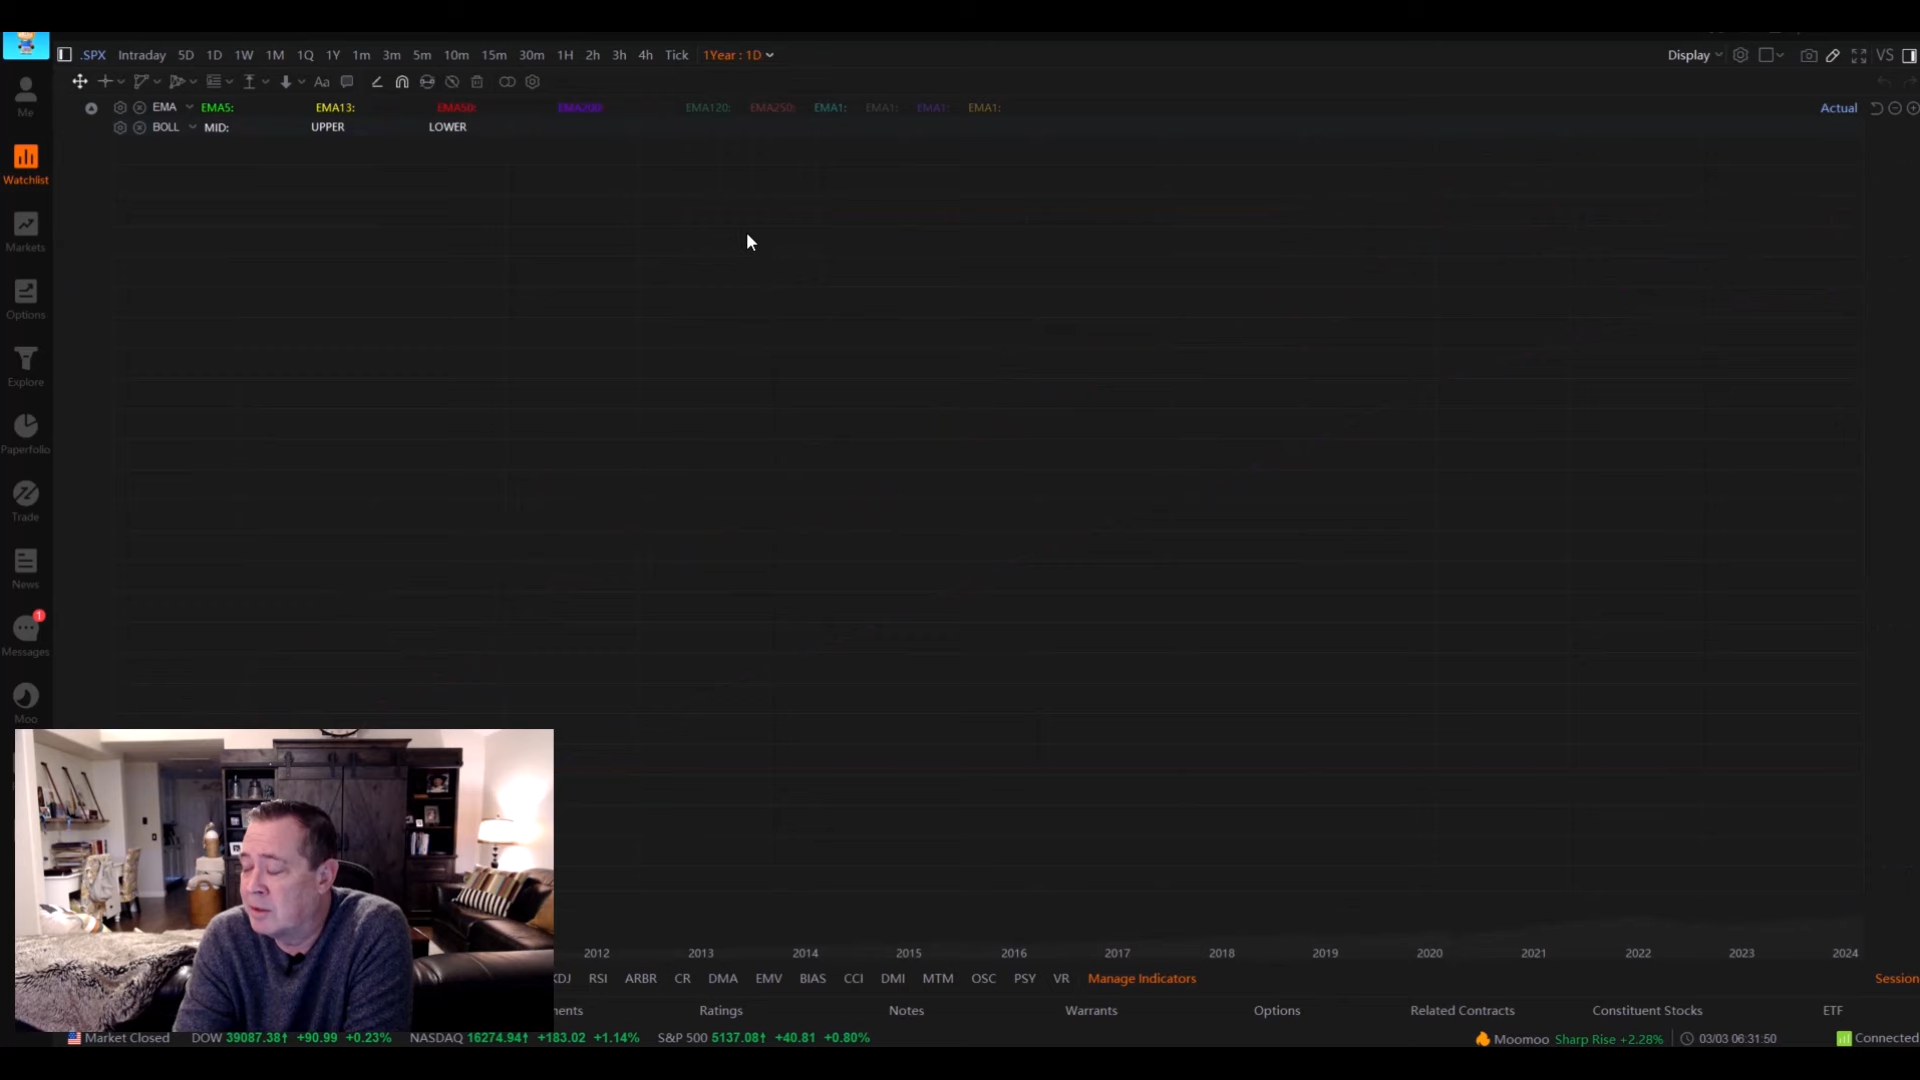 .SPX Intraday 5D 1D 1W 1M 1Q 1Y 1m 3m 5m 10m 15m 30m 1H 2h 3h 4h Tick 1Year : 1D Display VS
Aa
EMA EMA5: EMA13: EMA50: EMA200: EMA120: EMA250: EMA1: EMA1: EMA1: EMA1: Actual
BOLL MID: UPPER LOWER
Me
Watchlist
Markets
Options
Explore
Paperfolio
Trade
News
1
Messages
Moo
2012 2013 2014 2015 2016 2017 2018 2019 2020 2021 2022 2023 2024
KDJ RSI ARBR CR DMA EMV BIAS CCI DMI MTM OSC PSY VR Manage Indicators Session
Ratings Notes Warrants Options Related Contracts Constituent Stocks ETF
Market Closed DOW 39087.38↑ +90.99 +0.23% NASDAQ 16274.94↑ +183.02 +1.14% S&P 500 5137.08↑ +40.81 +0.80% Moomoo Sharp Rise +2.28% 03/03 06:31:50 Connected